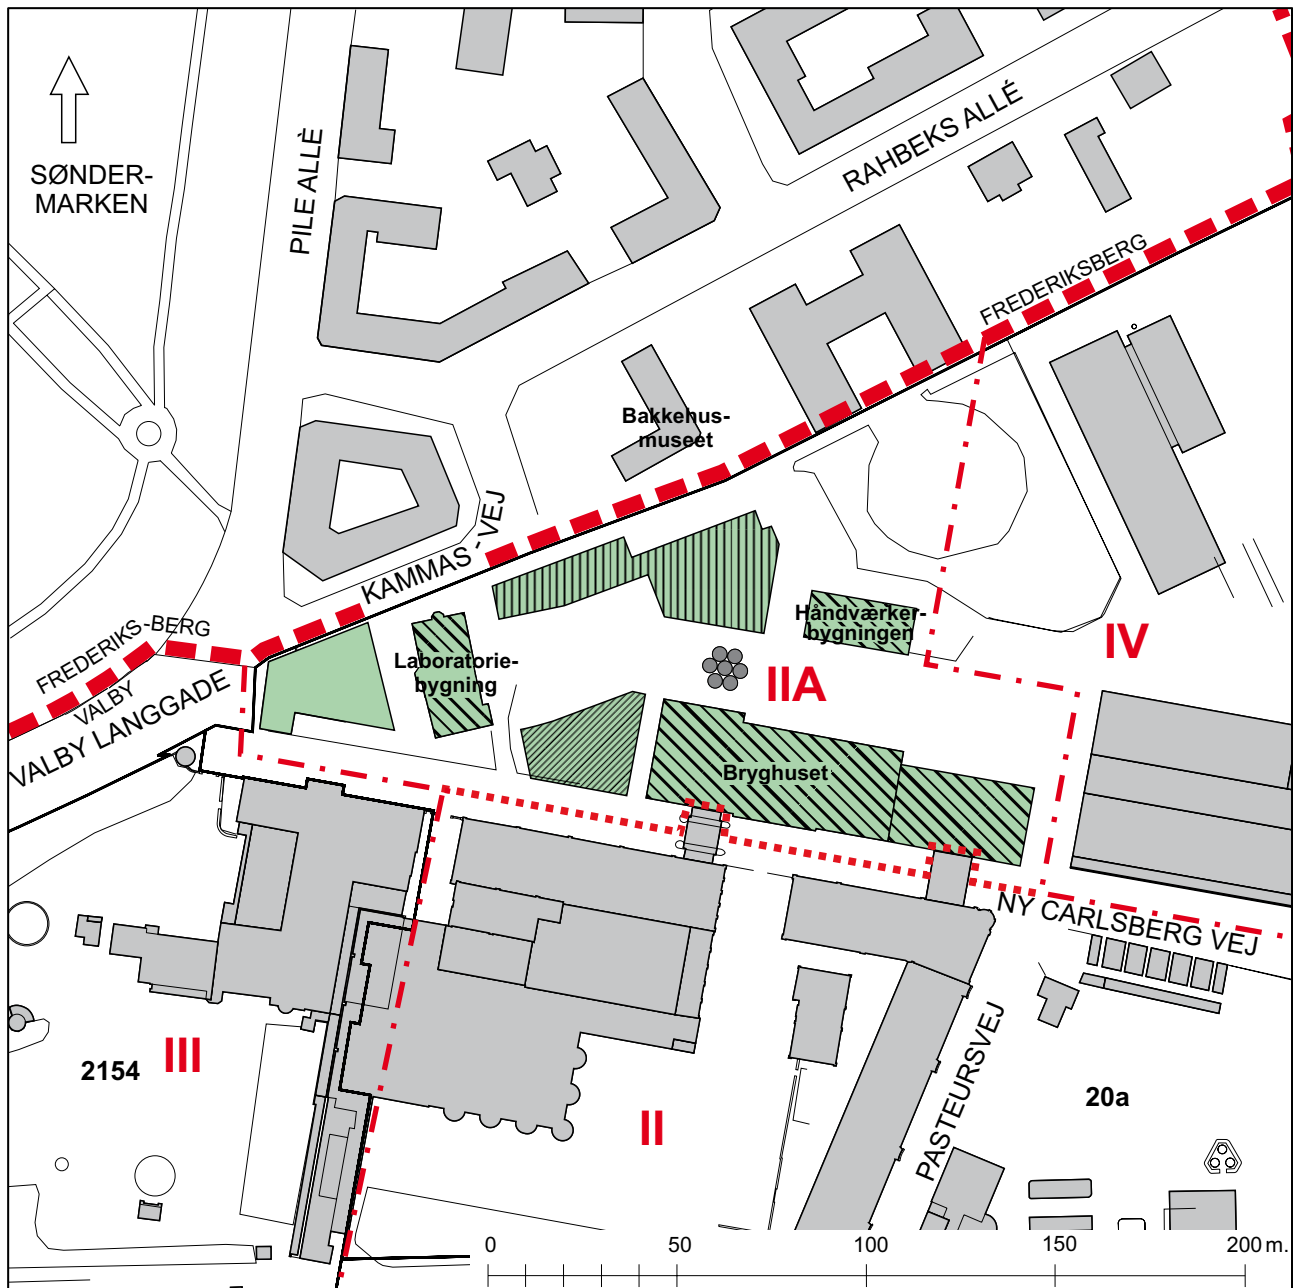 SØNDER-
MARKEN
PILE ALLÈ
RAHBEKS ALLÉ
FREDERIKSBERG
Bakkehus-
museet
KAMMAS - VEJ
FREDERIKS-BERG
VALBY
VALBY LANGGADE
Laboratorie-
bygning
Håndværker-
bygningen
IV
IIA
Bryghuset
NY CARLSBERG VEJ
PASTEURSVEJ
2154
III
II
20a
0 50 100 150 200 m.